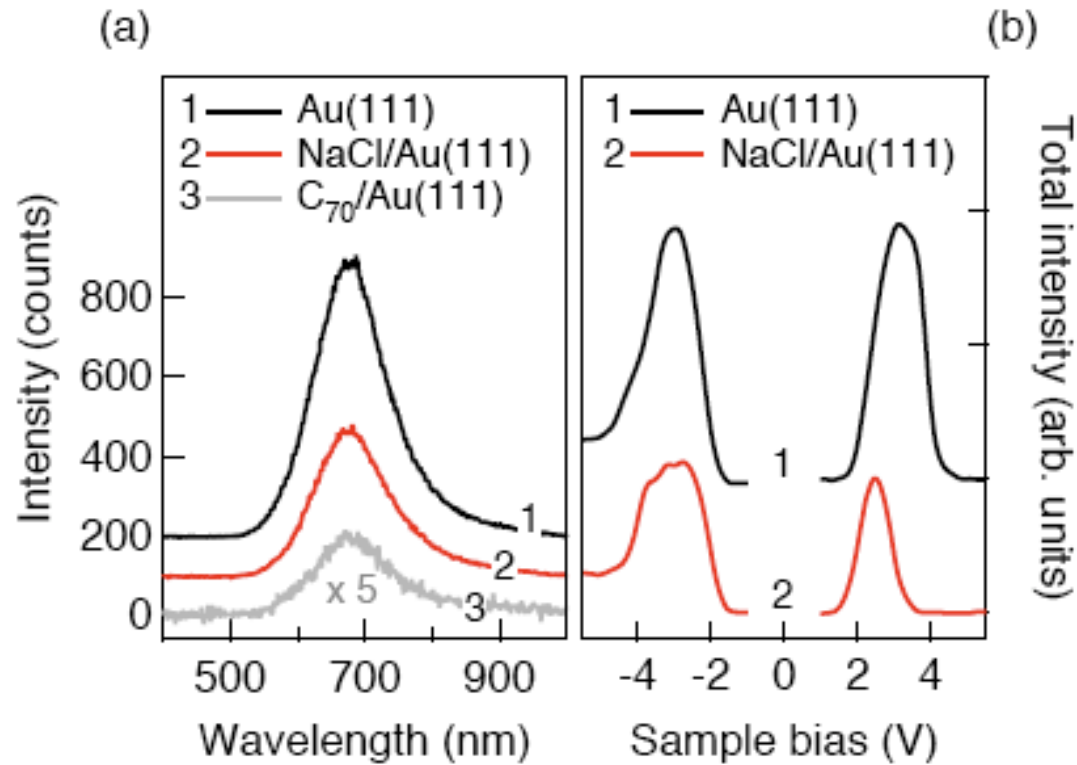 (a)
1 Au(111)
2 NaCl/Au(111)
3 C₇₀/Au(111)
Intensity (counts)
800
600
400
200
0
1
2
x 5
3
500 700 900
Wavelength (nm)
(b)
1 Au(111)
2 NaCl/Au(111)
1
2
-4 -2 0 2 4
Sample bias (V)
Total intensity (arb. units)